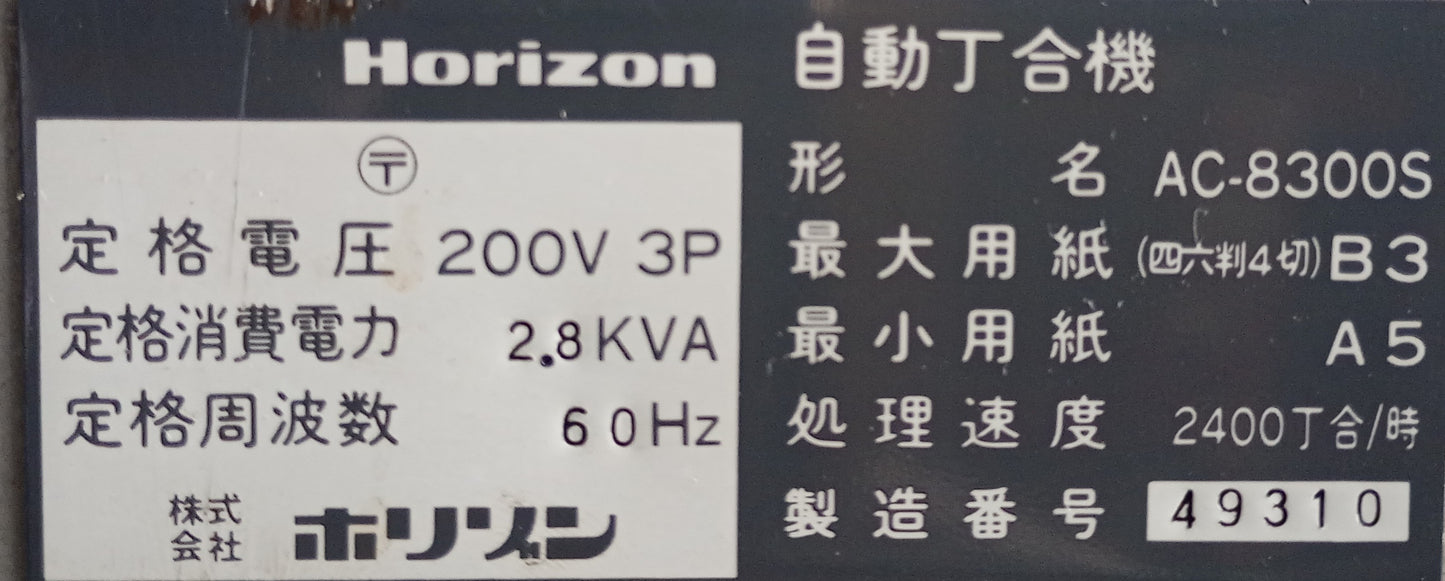 Horizon
〒
定格電圧 200V 3P
定格消費電力 2.8KVA
定格周波数 60Hz
株式会社 ホリゾン
自動丁合機
形名 AC-8300S
最大用紙 (四六判4切) B3
最小用紙 A5
処理速度 2400丁合/時
製造番号 49310